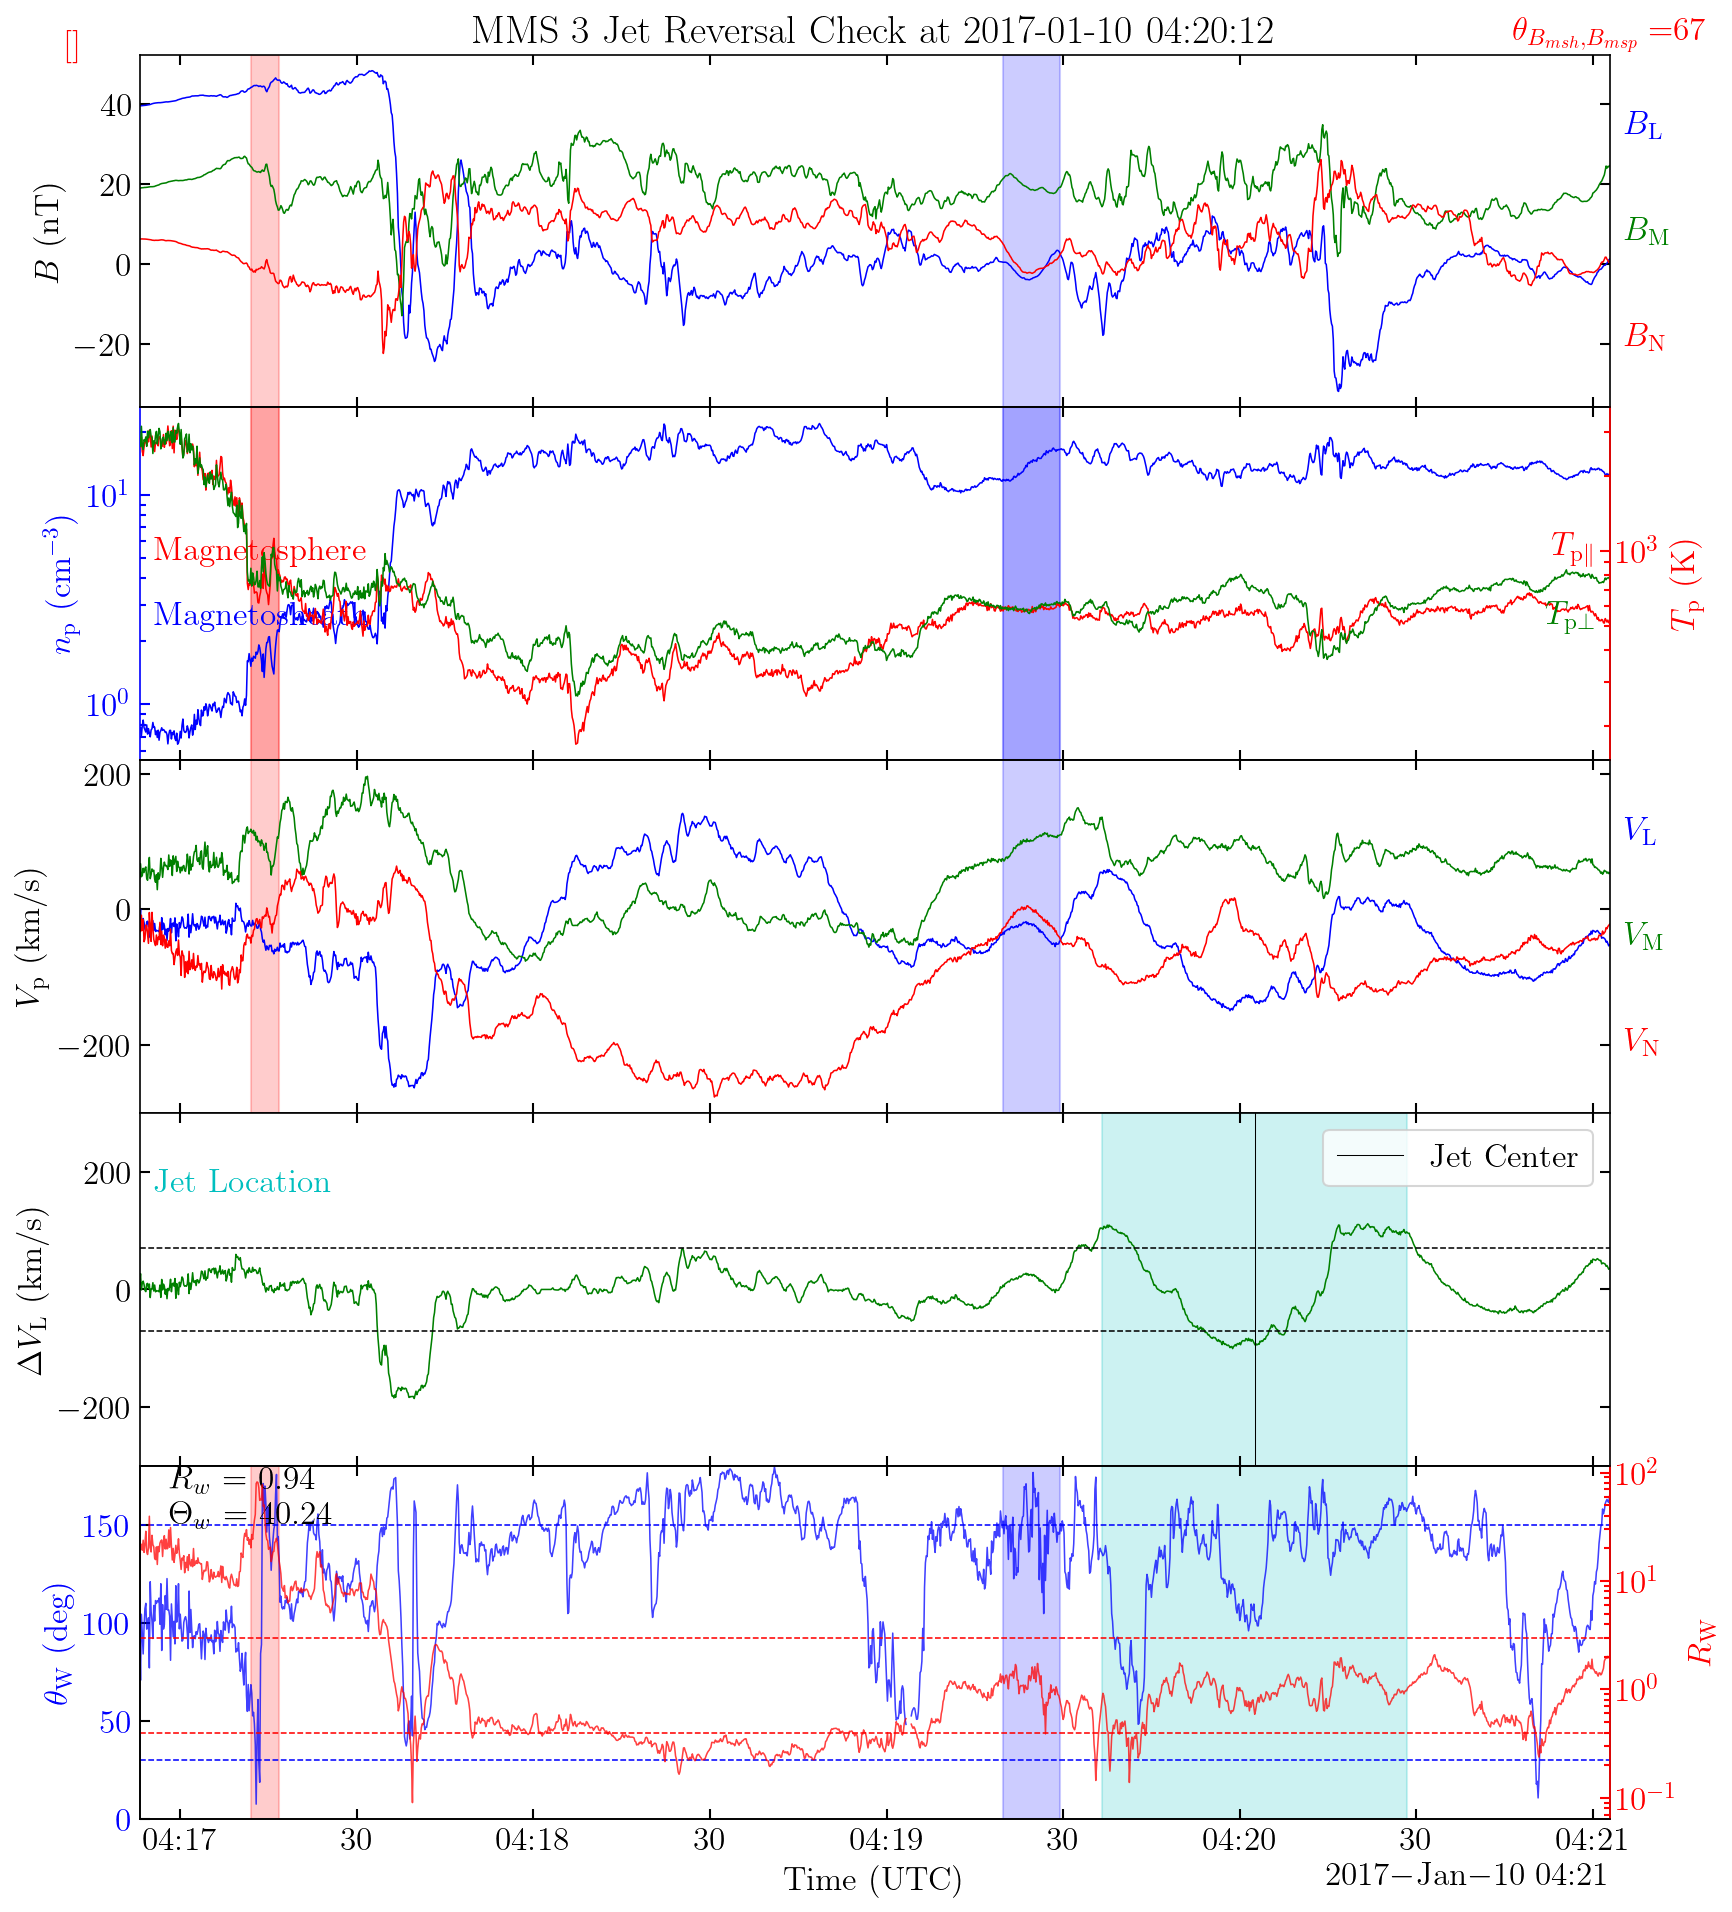 MMS 3 Jet Reversal Check at 2017-01-10 04:20:12
θ_{B_{msh},B_{msp}} =67
[]
40
20
0
−20
B (nT)
B_L
B_M
B_N
10^1
10^0
n_p (cm^{−3})
Magnetosphere
Magnetosheath
T_{p∥}
T_{p⊥}
10^3
T_p (K)
200
0
−200
V_p (km/s)
V_L
V_M
V_N
200
0
−200
ΔV_L (km/s)
Jet Location
Jet Center
R_w = 0.94
Θ_w = 40.24
150
100
50
0
θ_W (deg)
10^2
10^1
10^0
10^{−1}
R_W
04:17 30 04:18 30 04:19 30 04:20 30 04:21
Time (UTC)
2017−Jan−10 04:21